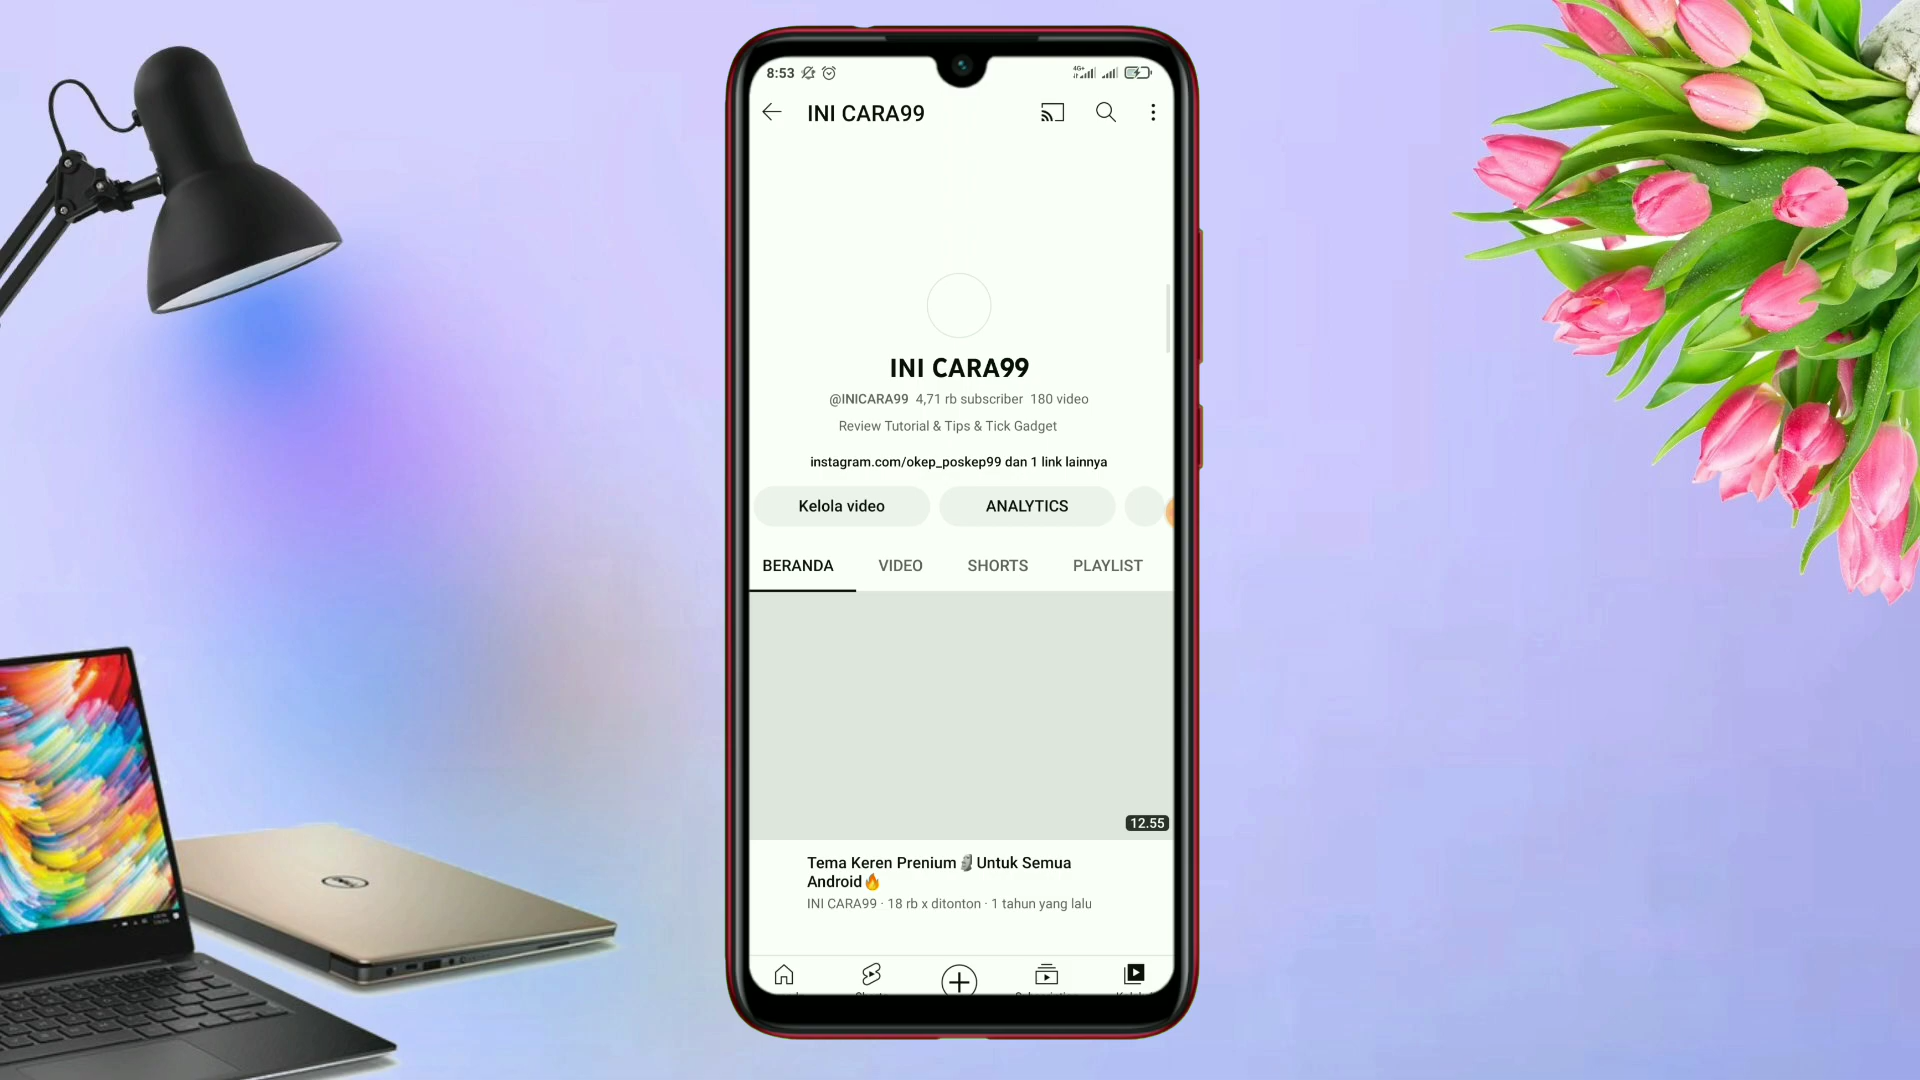 8:53
4G+
INI CARA99
INI CARA99
@INICARA99 4,71 rb subscriber 180 video
Review Tutorial & Tips & Tick Gadget
instagram.com/okep_poskep99 dan 1 link lainnya
Kelola video
ANALYTICS
BERANDA
VIDEO
SHORTS
PLAYLIST
12.55
Tema Keren Prenium🗿Untuk Semua
Android🔥
INI CARA99 · 18 rb x ditonton · 1 tahun yang lalu
DELL